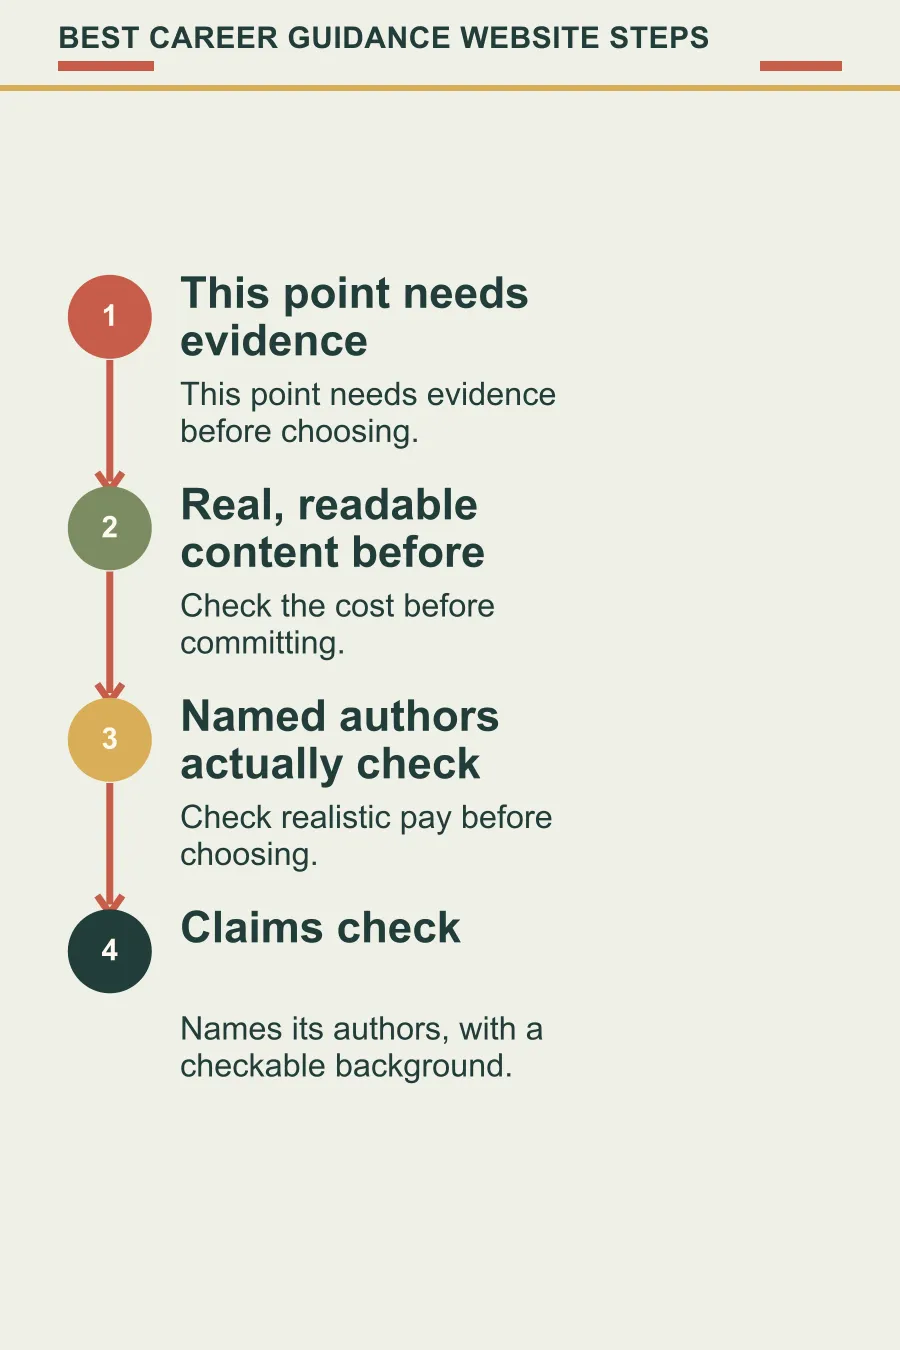 BEST CAREER GUIDANCE WEBSITE STEPS
1
This point needs
evidence
This point needs evidence
before choosing.
2
Real, readable
content before
Check the cost before
committing.
3
Named authors
actually check
Check realistic pay before
choosing.
4
Claims check
Names its authors, with a
checkable background.